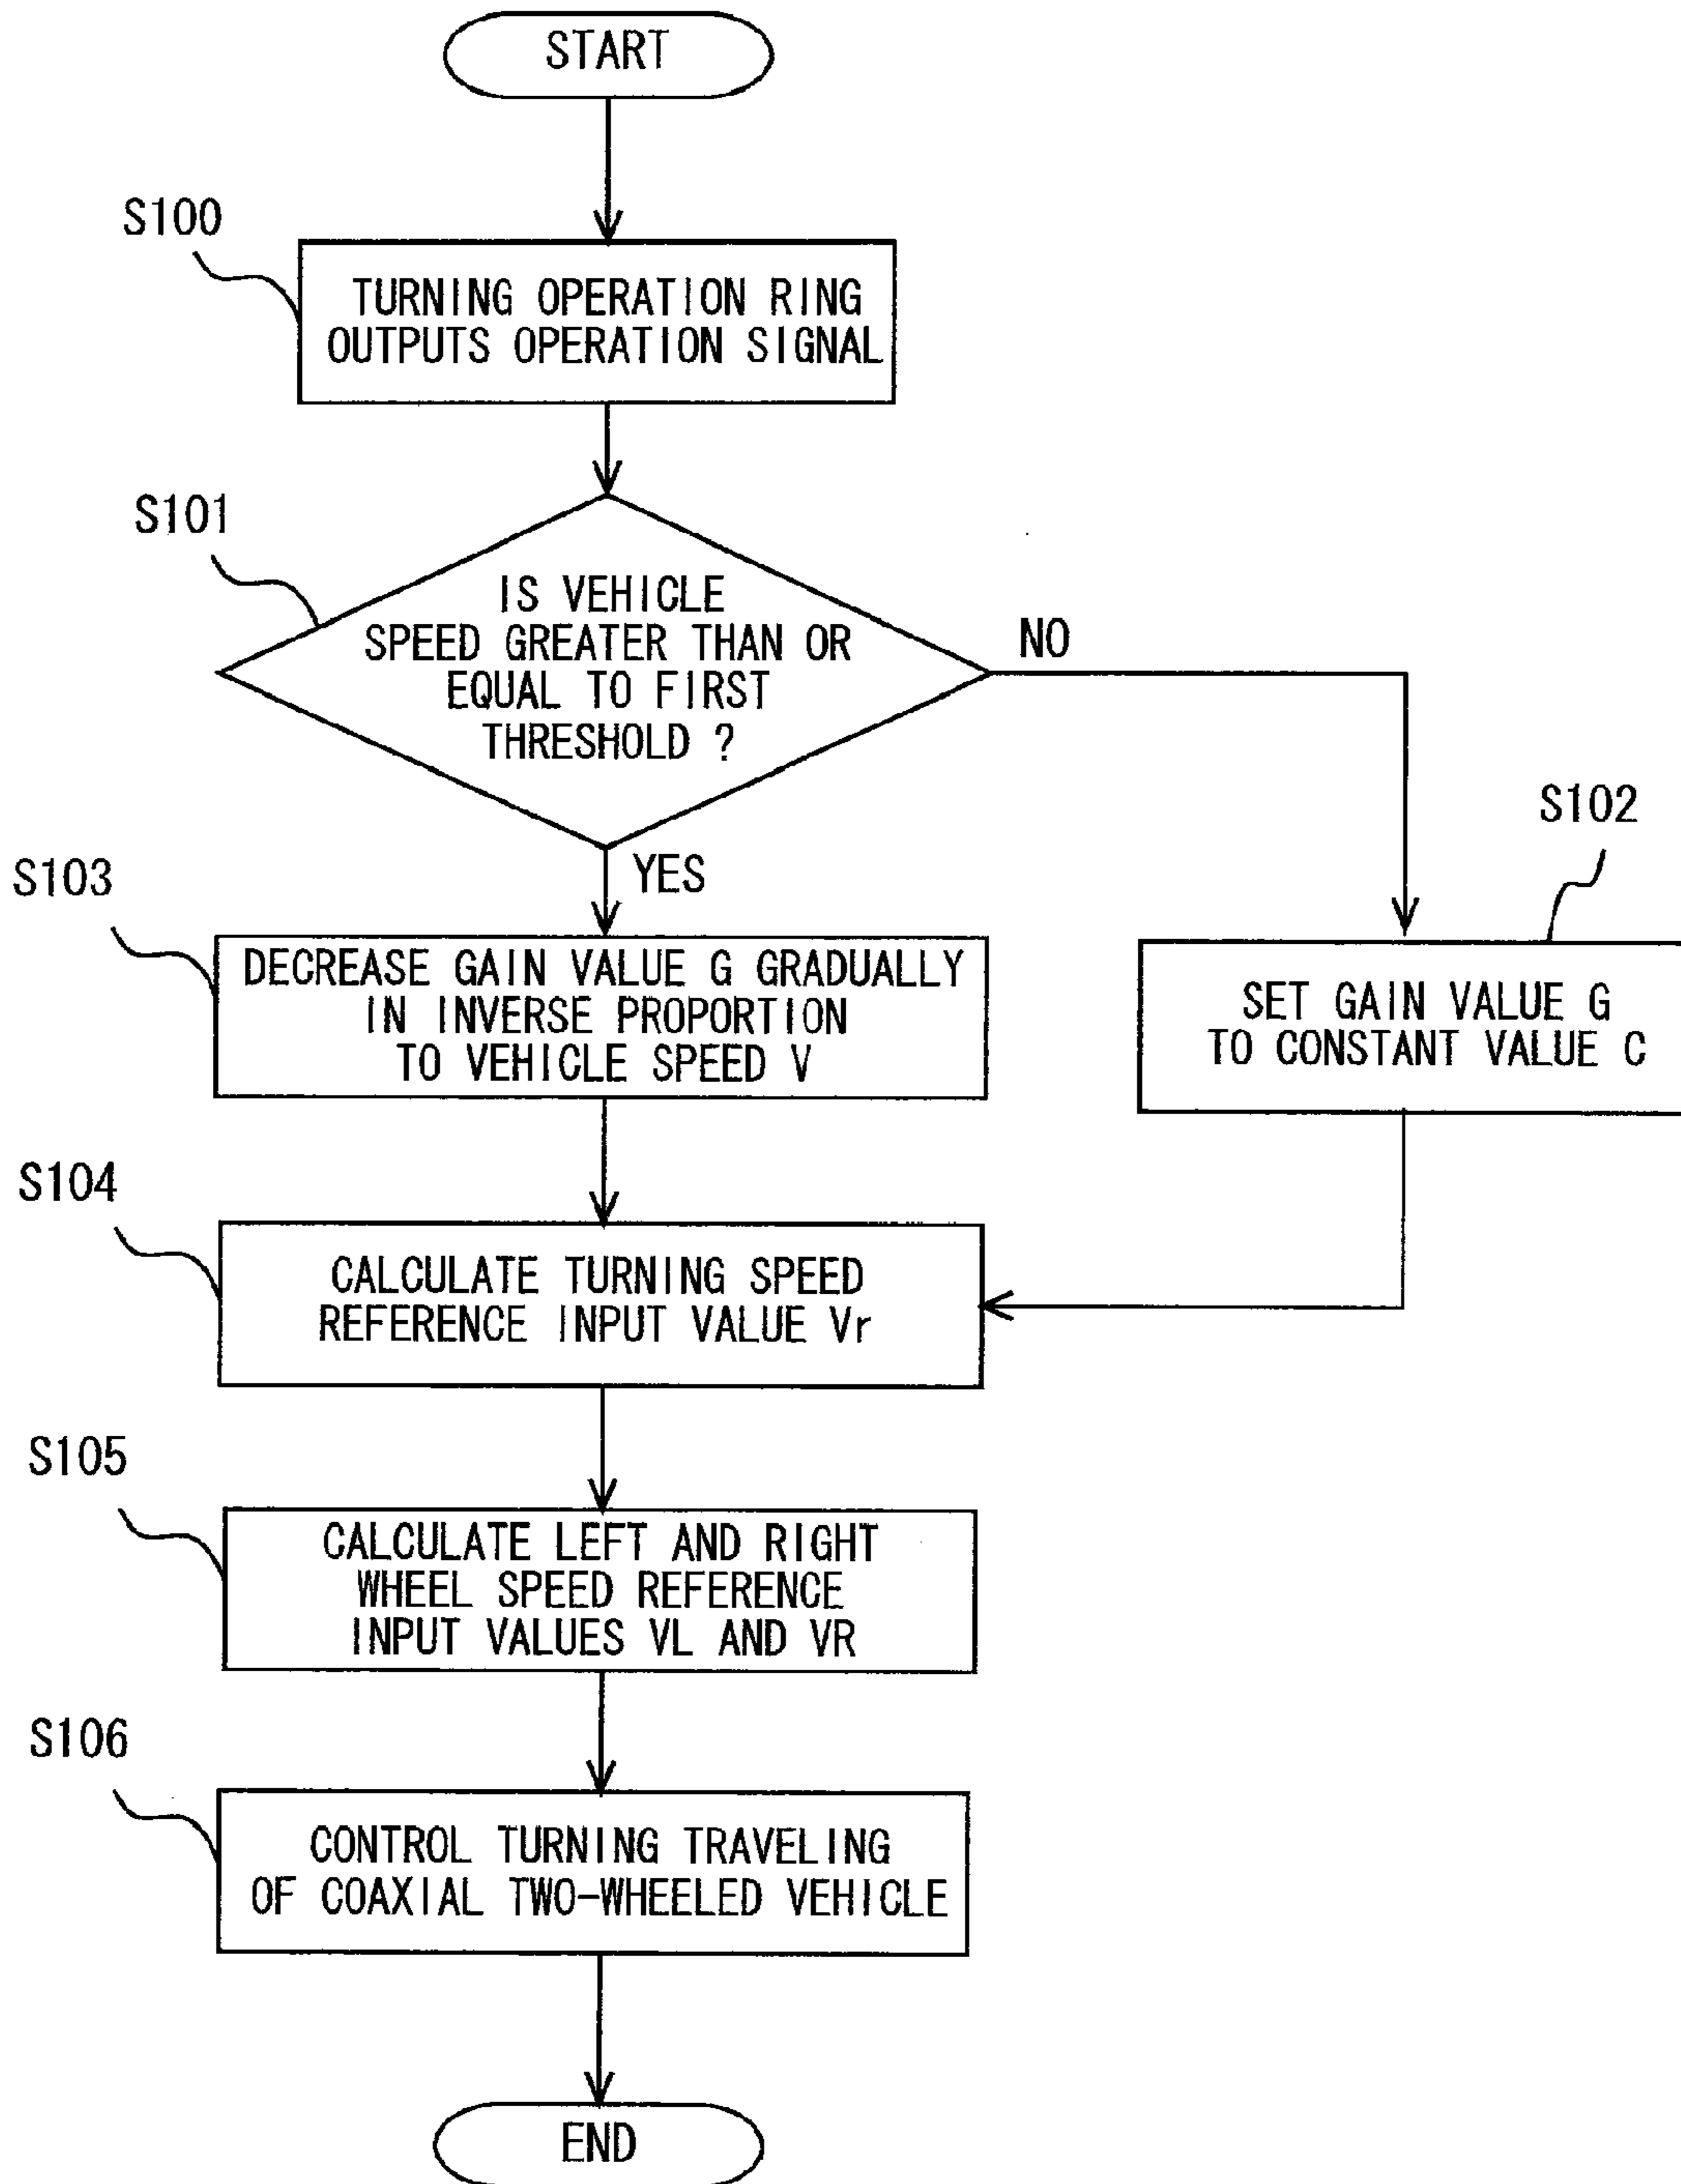 START
S100
TURNING OPERATION RING
OUTPUTS OPERATION SIGNAL
S101
IS VEHICLE
SPEED GREATER THAN OR
EQUAL TO FIRST
THRESHOLD ?
NO
YES
S102
SET GAIN VALUE G
TO CONSTANT VALUE C
S103
DECREASE GAIN VALUE G GRADUALLY
IN INVERSE PROPORTION
TO VEHICLE SPEED V
S104
CALCULATE TURNING SPEED
REFERENCE INPUT VALUE Vr
S105
CALCULATE LEFT AND RIGHT
WHEEL SPEED REFERENCE
INPUT VALUES VL AND VR
S106
CONTROL TURNING TRAVELING
OF COAXIAL TWO-WHEELED VEHICLE
END